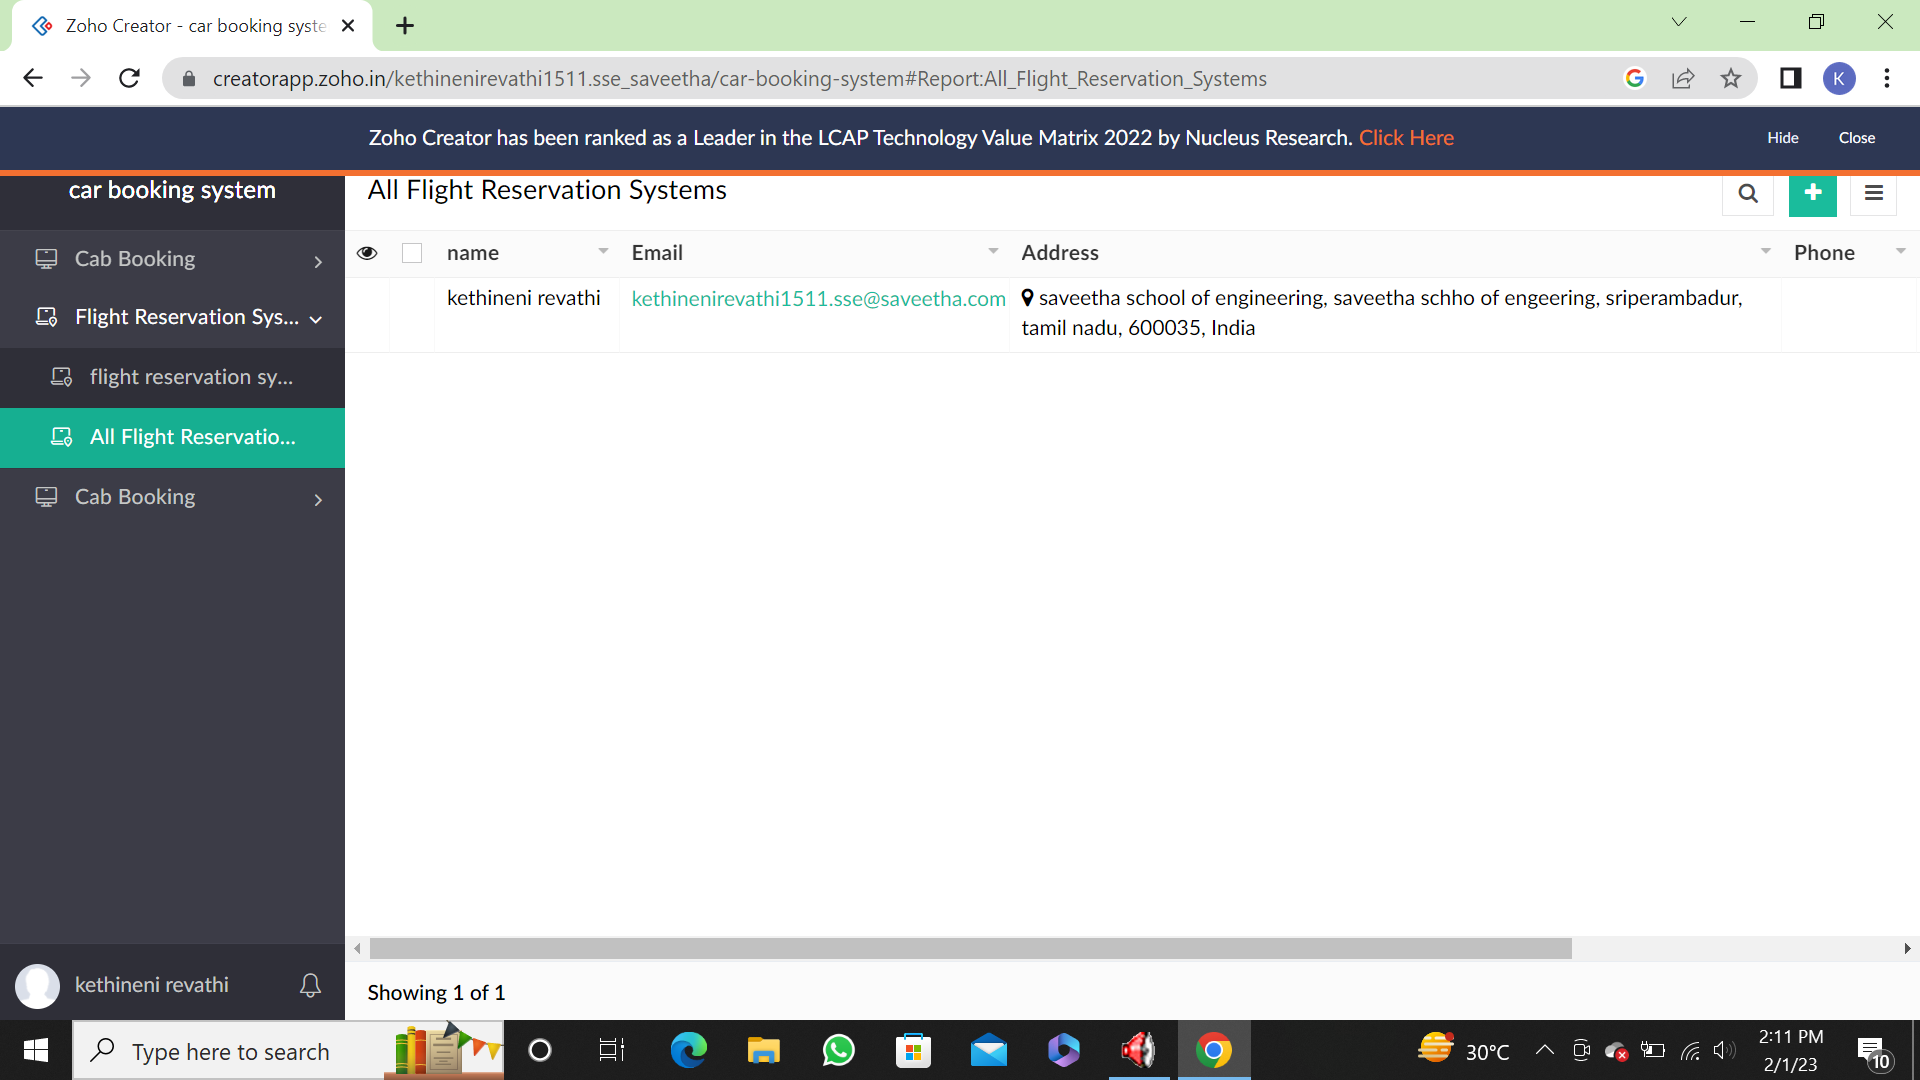 Zoho Creator - car booking syste
creatorapp.zoho.in/kethinenirevathi1511.sse_saveetha/car-booking-system#Report:All_Flight_Reservation_Systems
K
Zoho Creator has been ranked as a Leader in the LCAP Technology Value Matrix 2022 by Nucleus Research. Click Here
Hide
Close
car booking system
Cab Booking
Flight Reservation Sys...
flight reservation sy...
All Flight Reservatio...
Cab Booking
kethineni revathi
All Flight Reservation Systems
name Email Address Phone
kethineni revathi kethinenirevathi1511.sse@saveetha.com saveetha school of engineering, saveetha schho of engeering, sriperambadur,
tamil nadu, 600035, India
Showing 1 of 1
Type here to search
30°C
2:11 PM
2/1/23
10